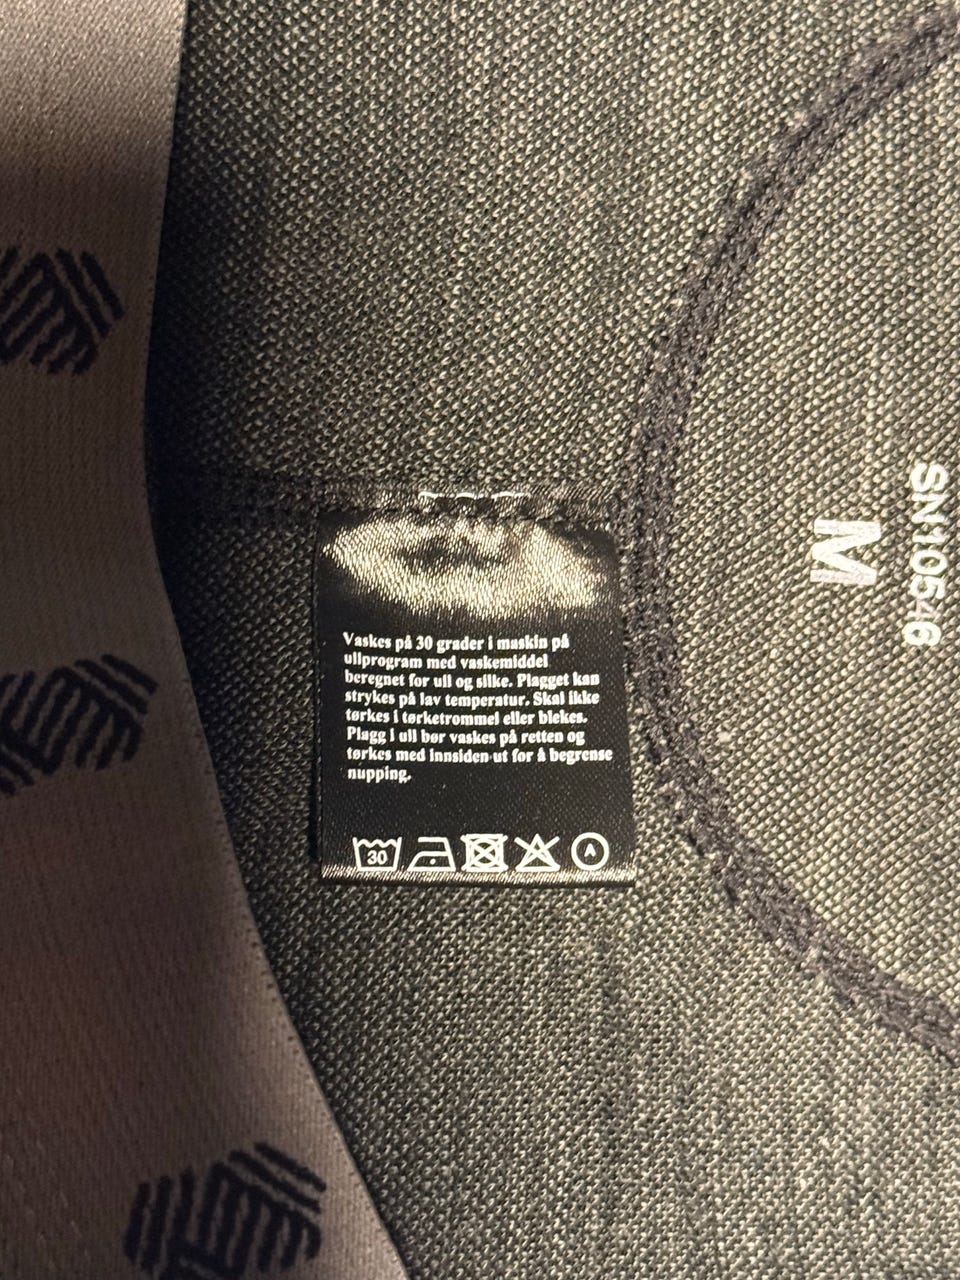 Vaskes på 30 grader i maskin på
ullprogram med vaskemiddel
beregnet for ull og silke. Plagget kan
strykes på lav temperatur. Skal ikke
tørkes i tørketrommel eller blekes.
Plagg i ull bør vaskes på retten og
tørkes med innsiden ut for å begrense
nupping.
30
A
SN10546
M